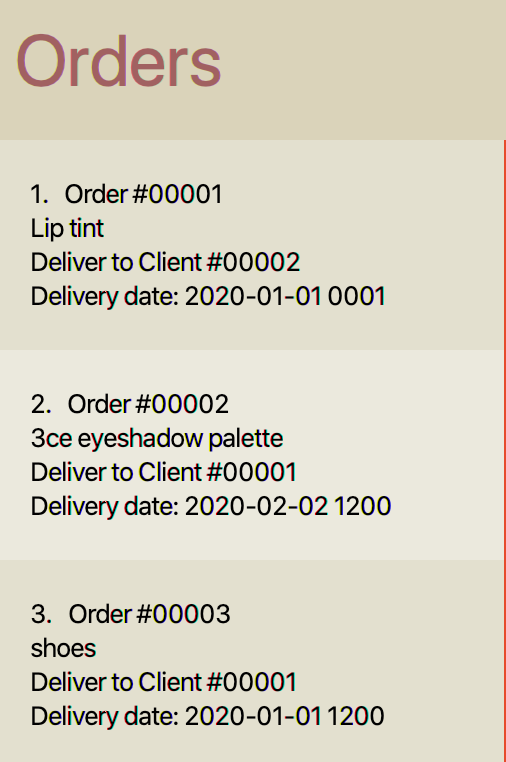 Orders
1. Order #00001
Lip tint
Deliver to Client #00002
Delivery date: 2020-01-01 0001
2. Order #00002
3ce eyeshadow palette
Deliver to Client #00001
Delivery date: 2020-02-02 1200
3. Order #00003
shoes
Deliver to Client #00001
Delivery date: 2020-01-01 1200